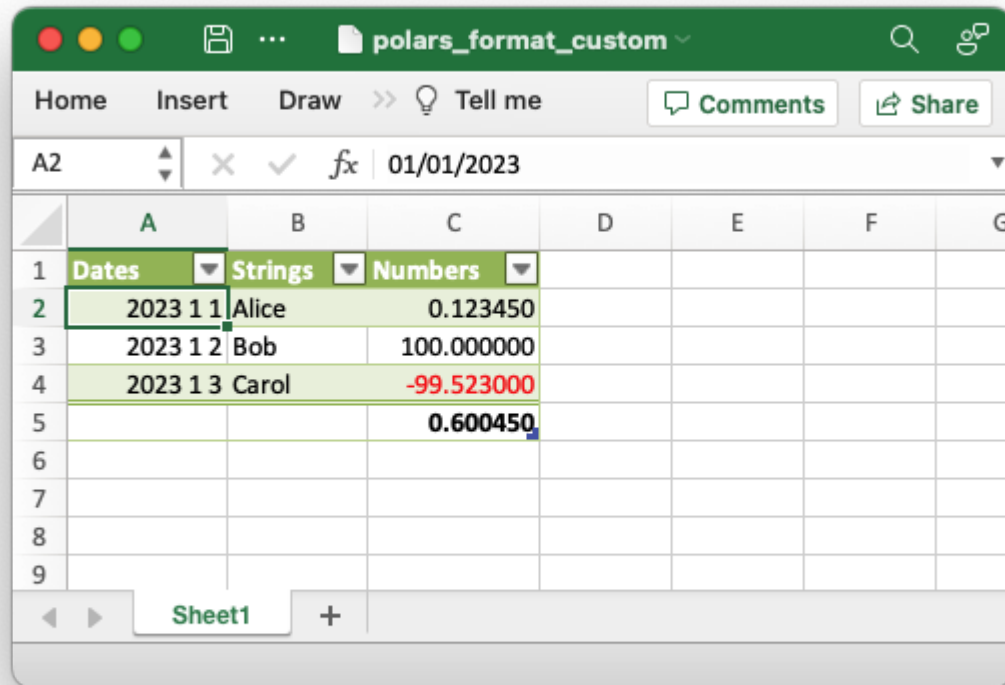 polars_format_custom
Home Insert Draw Tell me Comments Share
A2 fx 01/01/2023
A B C D E F G
1 Dates Strings Numbers
2 2023 1 1 Alice 0.123450
3 2023 1 2 Bob 100.000000
4 2023 1 3 Carol -99.523000
5 0.600450
6
7
8
9
Sheet1